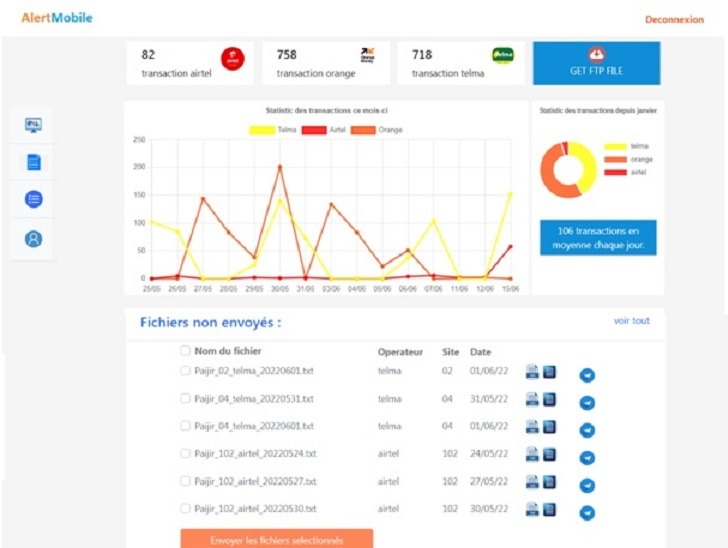 AlertMobile
Deconnexion
82
transaction airtel
758
transaction orange
718
transaction telma
GET FTP FILE
Statistic des transactions ce mois-ci
Telma Airtel Orange
250
200
150
100
50
0
25/05 26/05 27/05 28/05 29/05 30/05 31/05 03/06 04/06 05/06 06/06 07/06 11/06 12/06 15/06
Statistic des transactions depuis janvier
telma
orange
airtel
106 transactions en
moyenne chaque jour.
Fichiers non envoyés :
voir tout
Nom du fichier Operateur Site Date
Paijir_02_telma_20220601.txt telma 02 01/06/22
Paijir_04_telma_20220531.txt telma 04 31/05/22
Paijir_04_telma_20220601.txt telma 04 01/06/22
Paijir_102_airtel_20220524.txt airtel 102 24/05/22
Paijir_102_airtel_20220527.txt airtel 102 27/05/22
Paijir_102_airtel_20220530.txt airtel 102 30/05/22
Envoyer les fichiers selectionnés